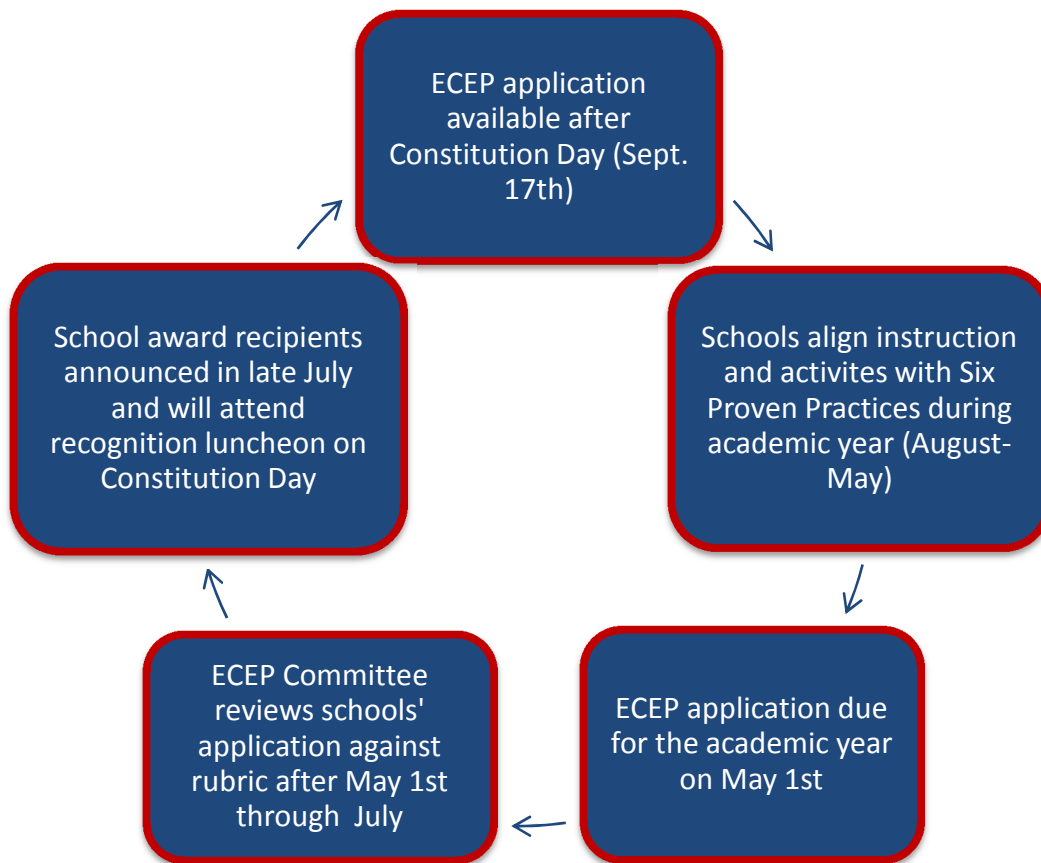 ECEP application
available after
Constitution Day (Sept.
17th)
Schools align instruction
and activites with Six
Proven Practices during
academic year (August-
May)
ECEP application due
for the academic year
on May 1st
ECEP Committee
reviews schools'
application against
rubric after May 1st
through July
School award recipients
announced in late July
and will attend
recognition luncheon on
Constitution Day